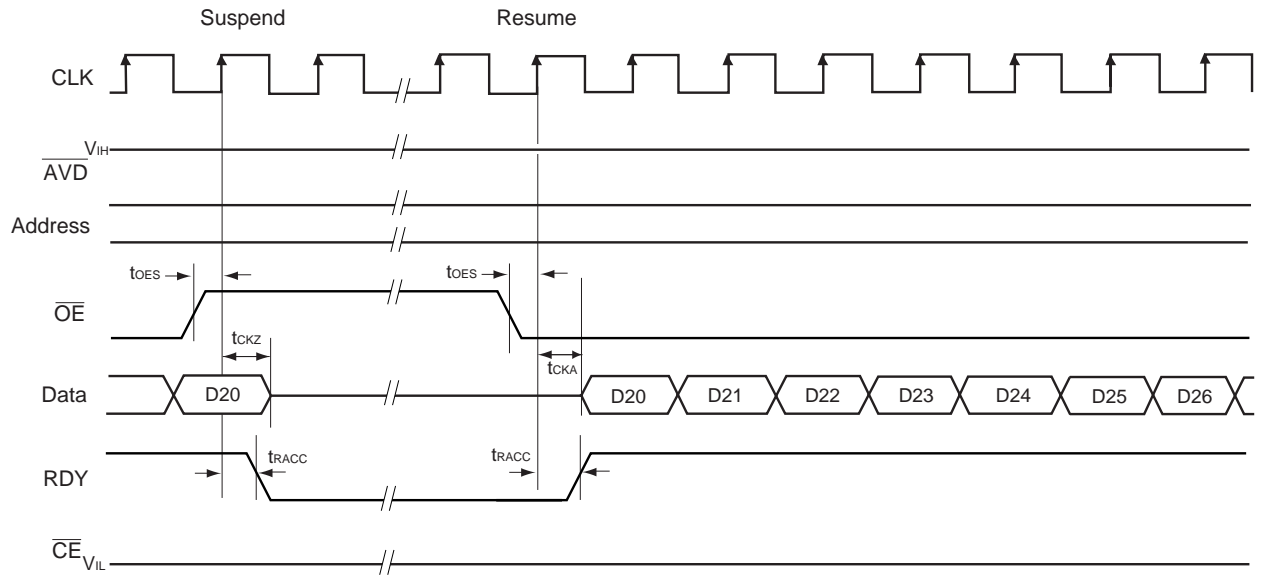 Suspend Resume
CLK
VIH
AVD
Address
tOES tOES
OE
tCKZ
tCKA
Data D20 D20 D21 D22 D23 D24 D25 D26
tRACC tRACC
RDY
CE
VIL